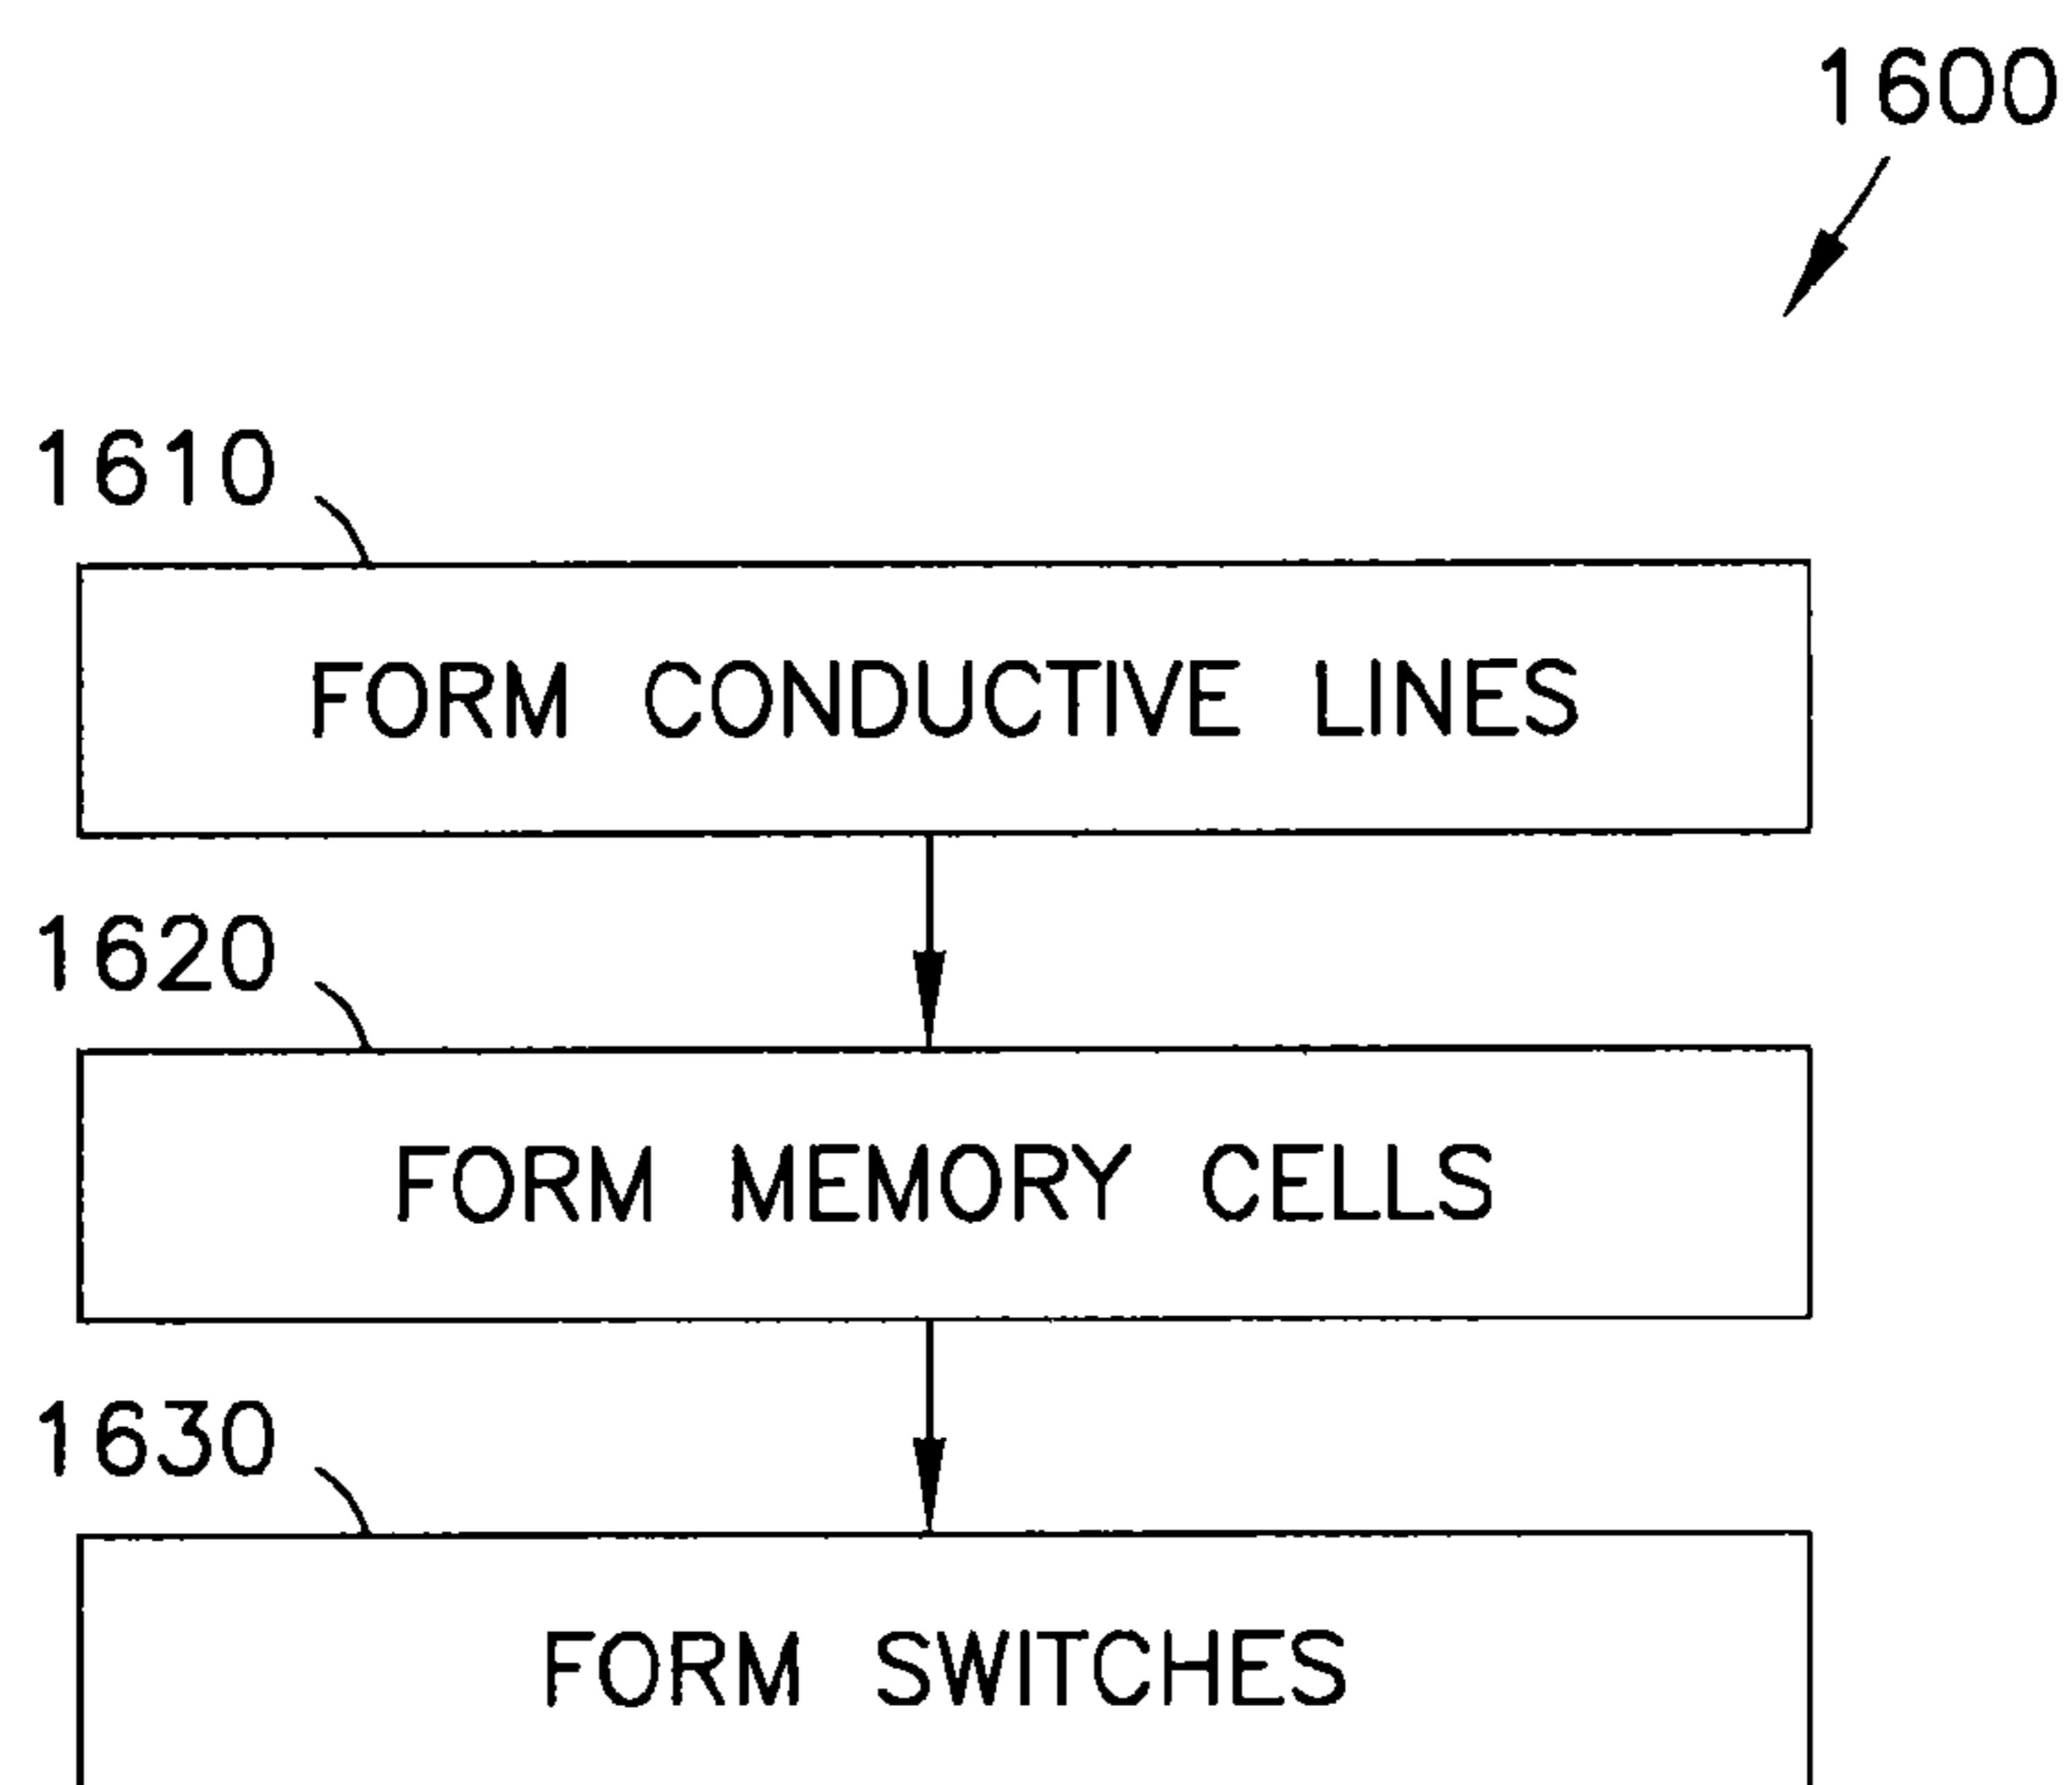 1600
1610
FORM CONDUCTIVE LINES
1620
FORM MEMORY CELLS
1630
FORM SWITCHES